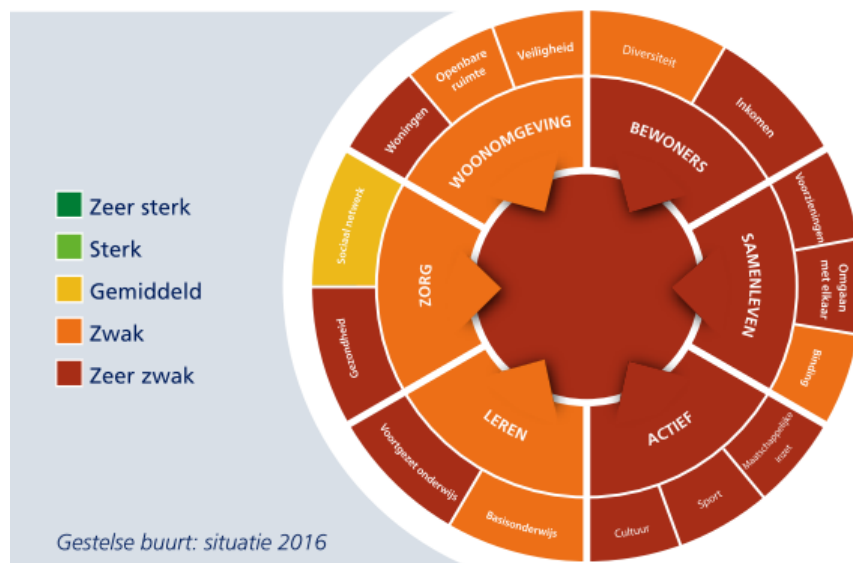 Zeer sterk
Sterk
Gemiddeld
Zwak
Zeer zwak
Gestelse buurt: situatie 2016
WOONOMGEVING
Woningen
Openbare
ruimte
Veiligheid
BEWONERS
Diversiteit
Inkomen
SAMENLEVEN
Voorzieningen
Omgaan
met elkaar
Binding
ACTIEF
Maatschappelijke
inzet
Sport
Cultuur
LEREN
Basisonderwijs
Voortgezet onderwijs
ZORG
Gezondheid
Sociaal netwerk